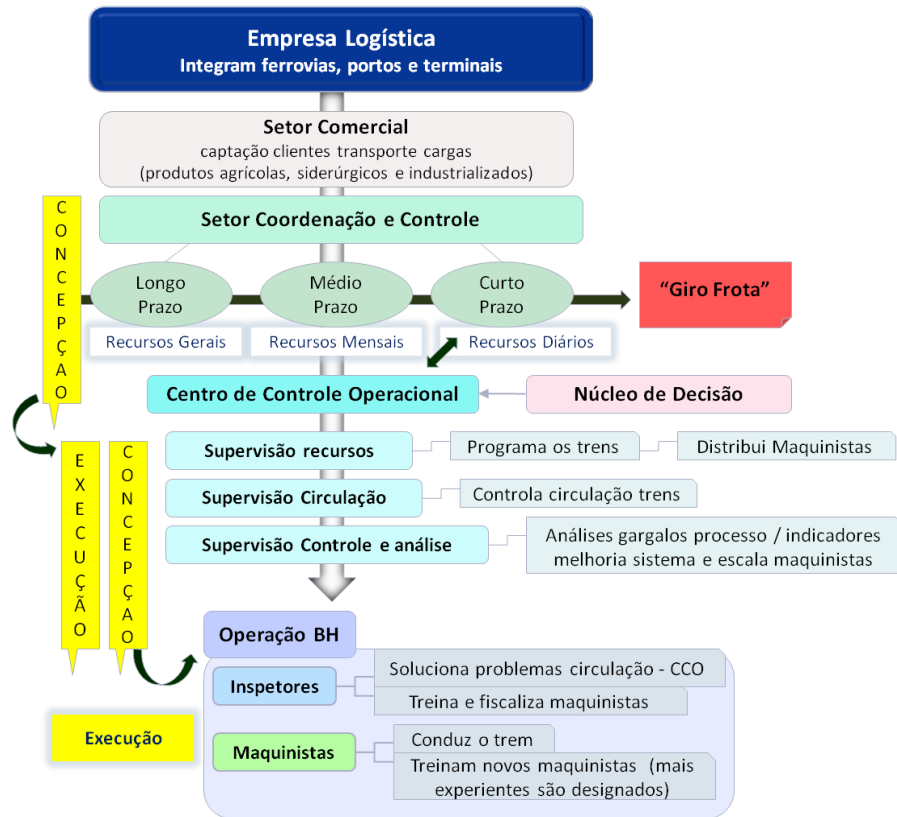 Empresa Logística
Integram ferrovias, portos e terminais
Setor Comercial
captação clientes transporte cargas
(produtos agrícolas, siderúrgicos e industrializados)
CONCEPÇAO
Setor Coordenação e Controle
Longo
Prazo
Médio
Prazo
Curto
Prazo
“Giro Frota”
Recursos Gerais
Recursos Mensais
Recursos Diários
Centro de Controle Operacional
Núcleo de Decisão
EXECUÇÃO
CONCEPÇAO
Supervisão recursos
Programa os trens
Distribui Maquinistas
Supervisão Circulação
Controla circulação trens
Supervisão Controle e análise
Análises gargalos processo / indicadores
melhoria sistema e escala maquinistas
Operação BH
Inspetores
Soluciona problemas circulação - CCO
Treina e fiscaliza maquinistas
Execução
Maquinistas
Conduz o trem
Treinam novos maquinistas (mais
experientes são designados)